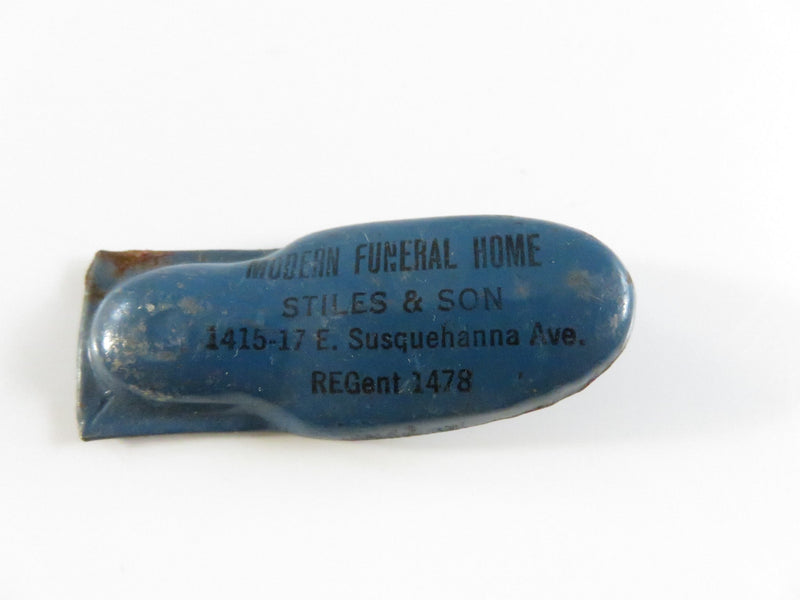 MODERN FUNERAL HOME
STILES & SON
1415-17 E. Susquehanna Ave.
REGent 1478